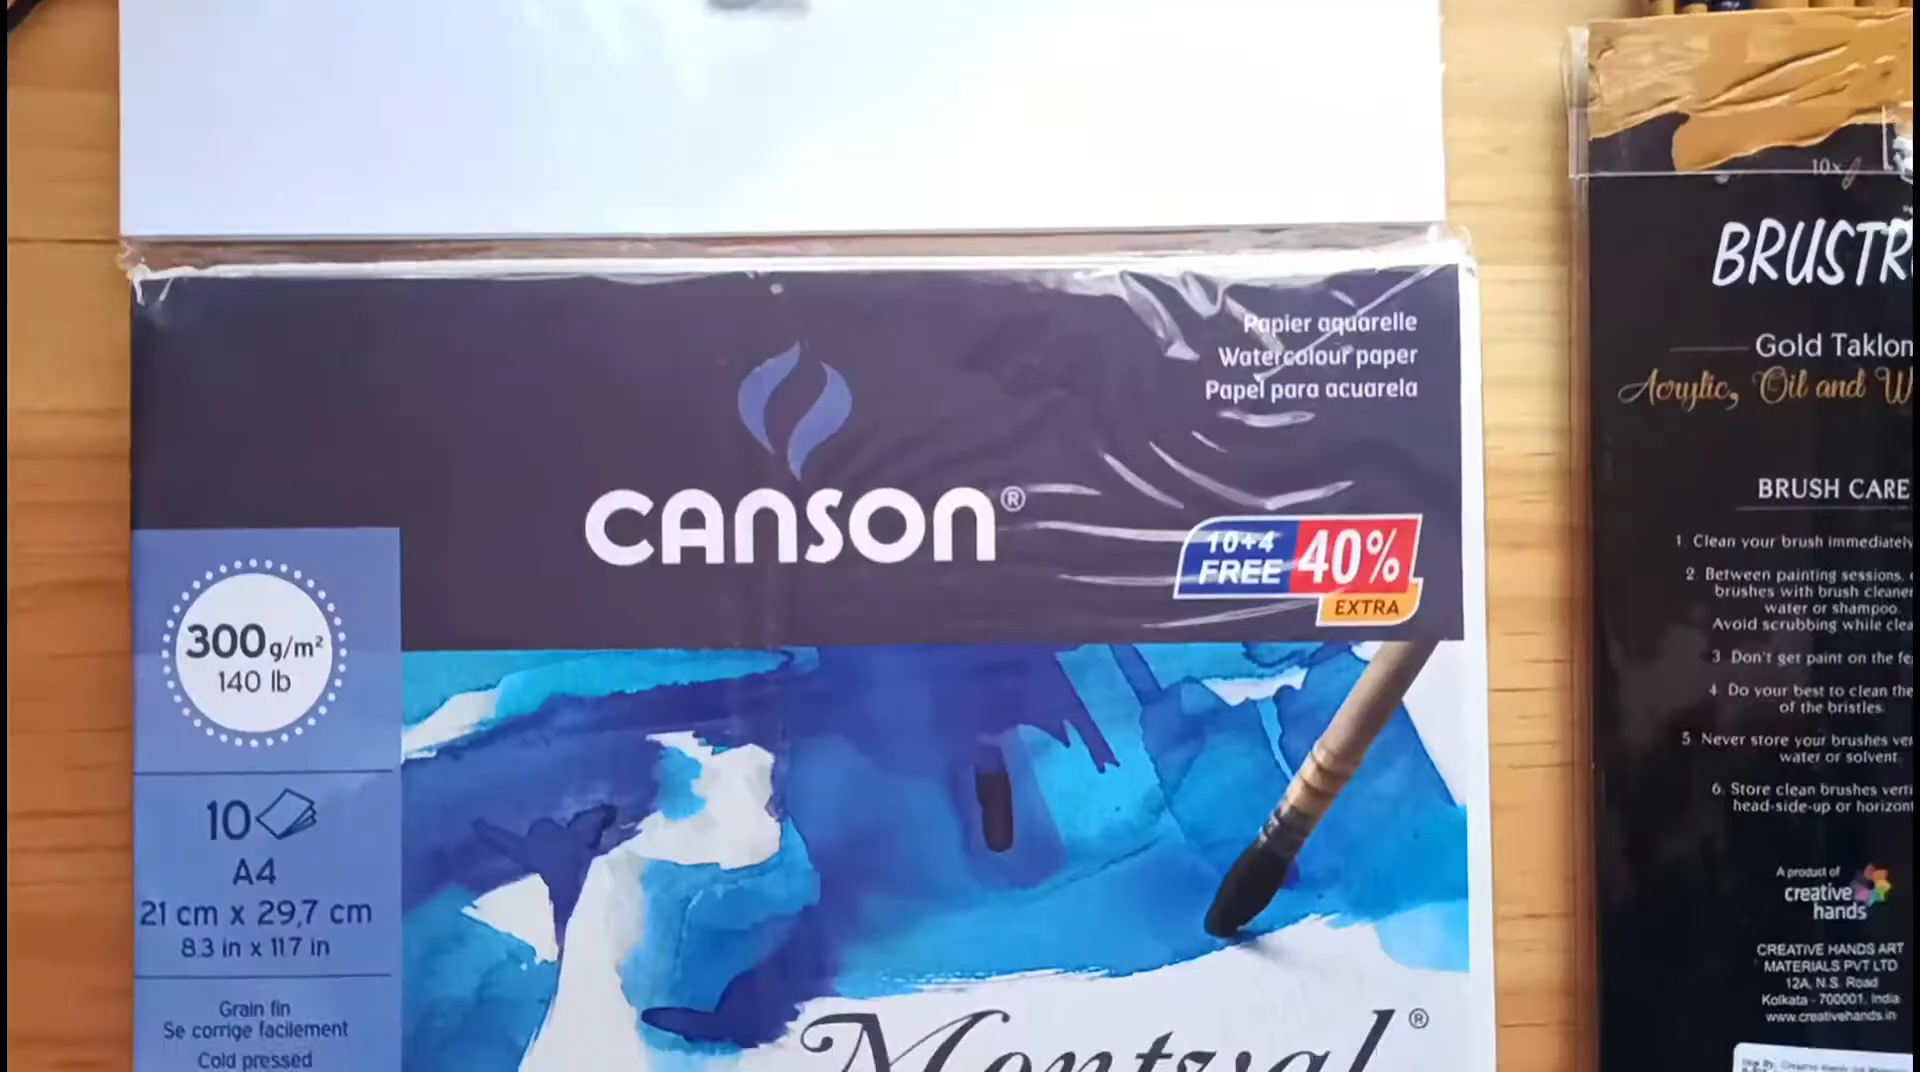 Papier aquarelle
Watercolour paper
Papel para acuarela
CANSON®
10+4
FREE
40%
EXTRA
300g/m²
140 lb
10
A4
21 cm x 29,7 cm
8.3 in x 11.7 in
Grain fin
Se corrige facilement
Cold pressed
Montval®
10x
BRUSTR
Gold Taklon
Acrylic, Oil and W
BRUSH CARE
1. Clean your brush immediately
2. Between painting sessions,
brushes with brush cleaner
water or shampoo.
Avoid scrubbing while clea
3. Don't get paint on the fe
4. Do your best to clean the
of the bristles.
5. Never store your brushes ver
water or solvent.
6. Store clean brushes verti
head-side-up or horizont
A product of
creative
hands
CREATIVE HANDS ART
MATERIALS PVT LTD
12A, N.S. Road
Kolkata - 700001, India
www.creativehands.in